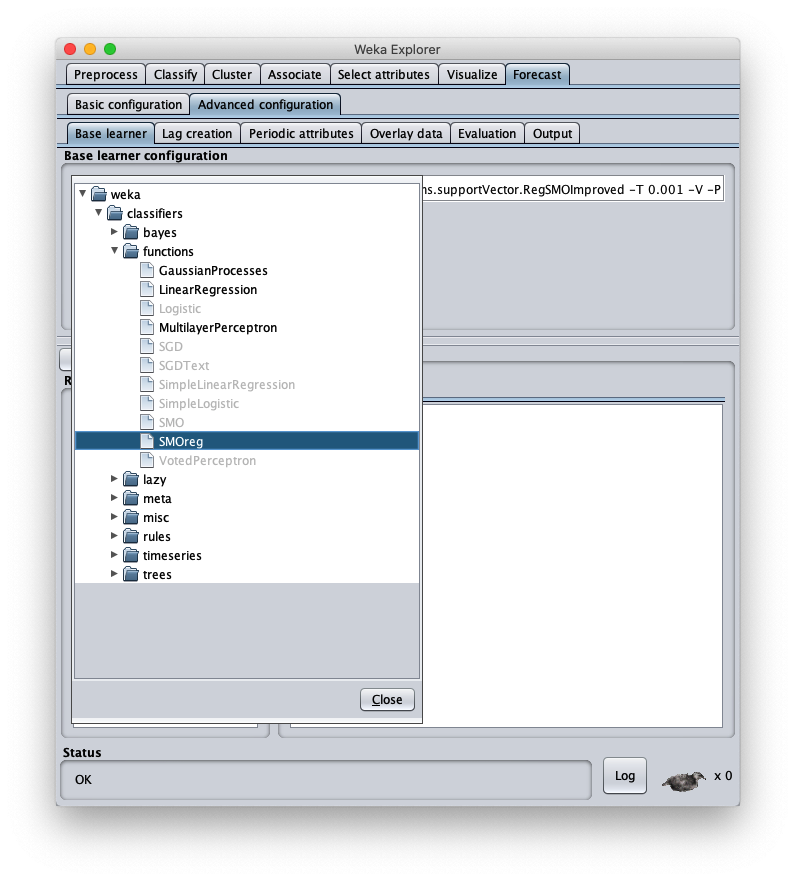 Weka Explorer
Preprocess Classify Cluster Associate Select attributes Visualize Forecast
Basic configuration Advanced configuration
Base learner Lag creation Periodic attributes Overlay data Evaluation Output
Base learner configuration
ns.supportVector.RegSMOImproved -T 0.001 -V -P
weka
classifiers
bayes
functions
GaussianProcesses
LinearRegression
Logistic
MultilayerPerceptron
SGD
SGDText
SimpleLinearRegression
SimpleLogistic
SMO
SMOreg
VotedPerceptron
lazy
meta
misc
rules
timeseries
trees
Close
R
Status
OK
Log
x 0